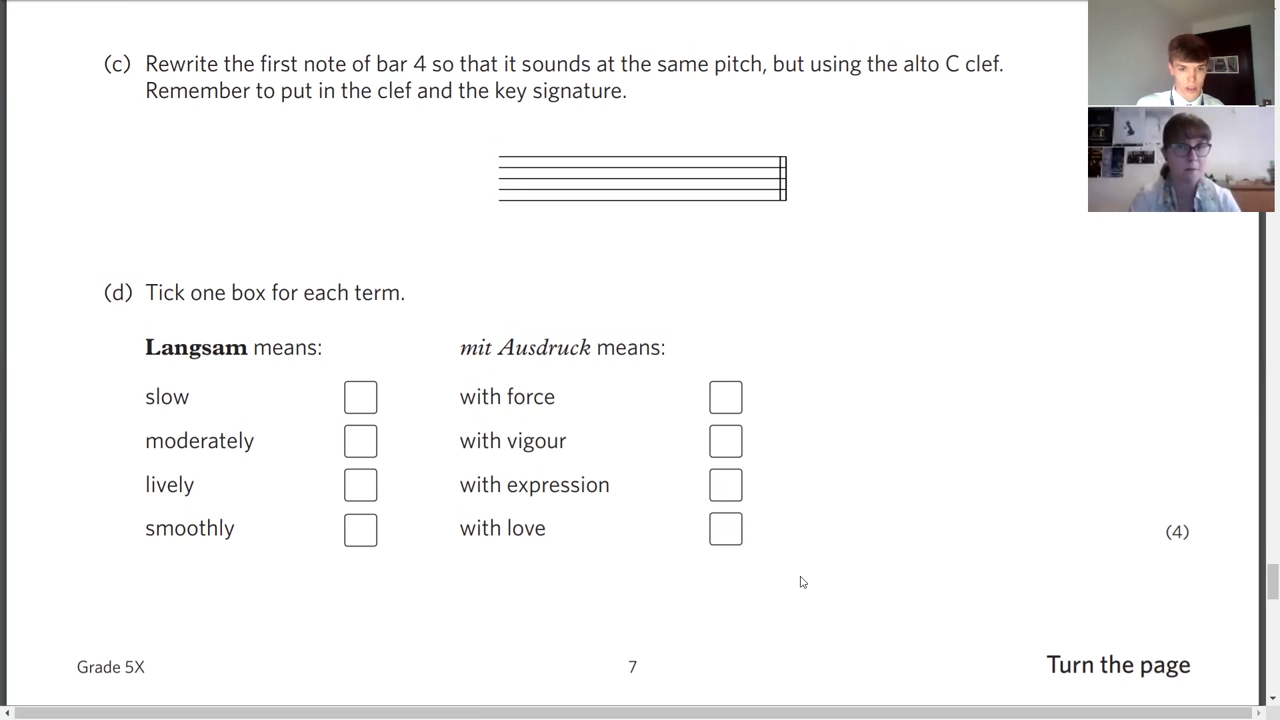 (c) Rewrite the first note of bar 4 so that it sounds at the same pitch, but using the alto C clef.
Remember to put in the clef and the key signature.
(d) Tick one box for each term.
Langsam means:
slow
moderately
lively
smoothly
mit Ausdruck means:
with force
with vigour
with expression
with love
(4)
Grade 5X
7
Turn the page